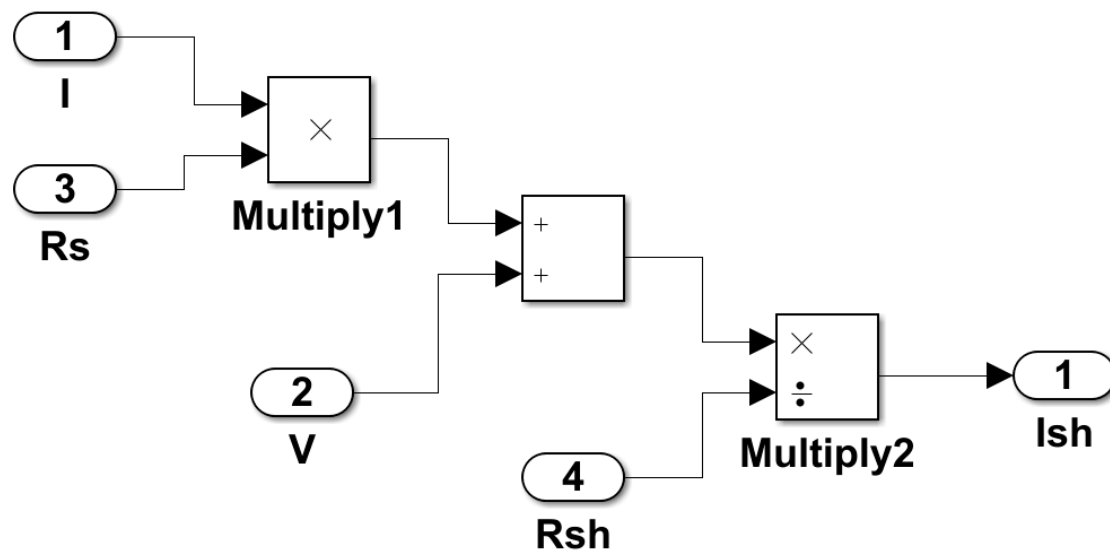 1
I
×
3
Rs
Multiply1
+
+
2
V
×
÷
Multiply2
1
Ish
4
Rsh